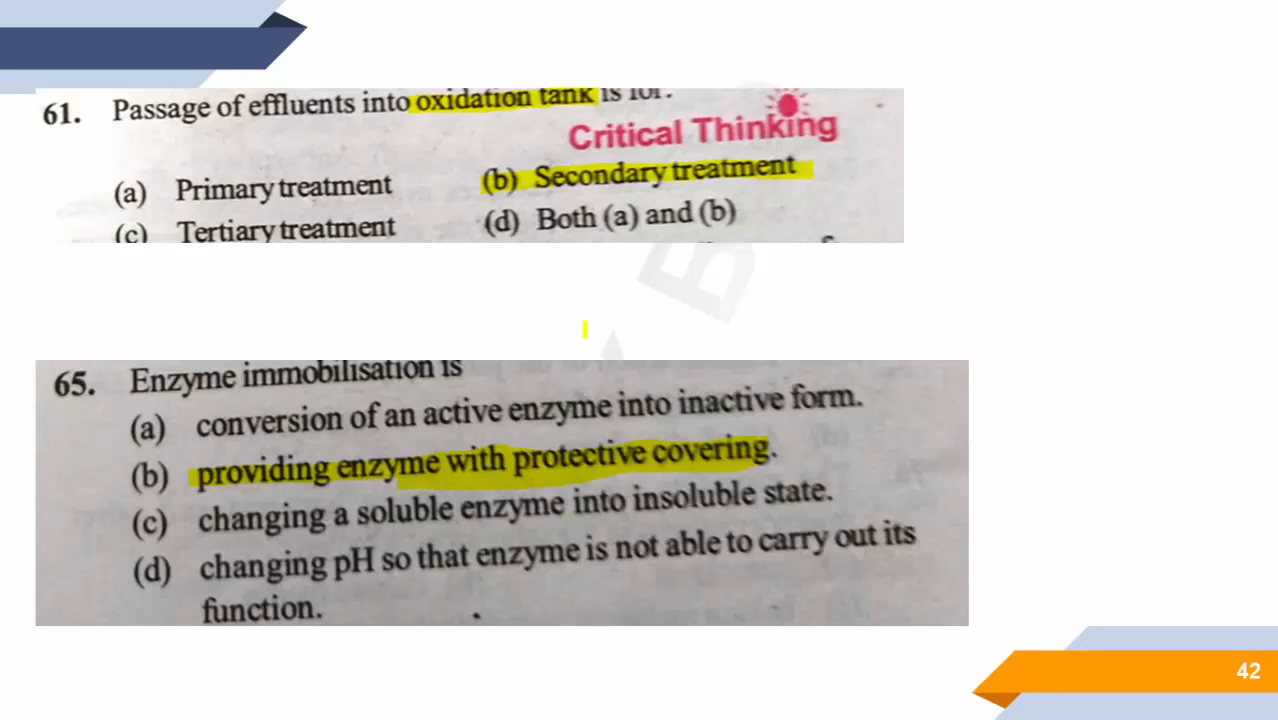 61. Passage of effluents into oxidation tank is for:
Critical Thinking
(a) Primary treatment (b) Secondary treatment
(c) Tertiary treatment (d) Both (a) and (b)
65. Enzyme immobilisation is
(a) conversion of an active enzyme into inactive form.
(b) providing enzyme with protective covering.
(c) changing a soluble enzyme into insoluble state.
(d) changing pH so that enzyme is not able to carry out its
function.
42